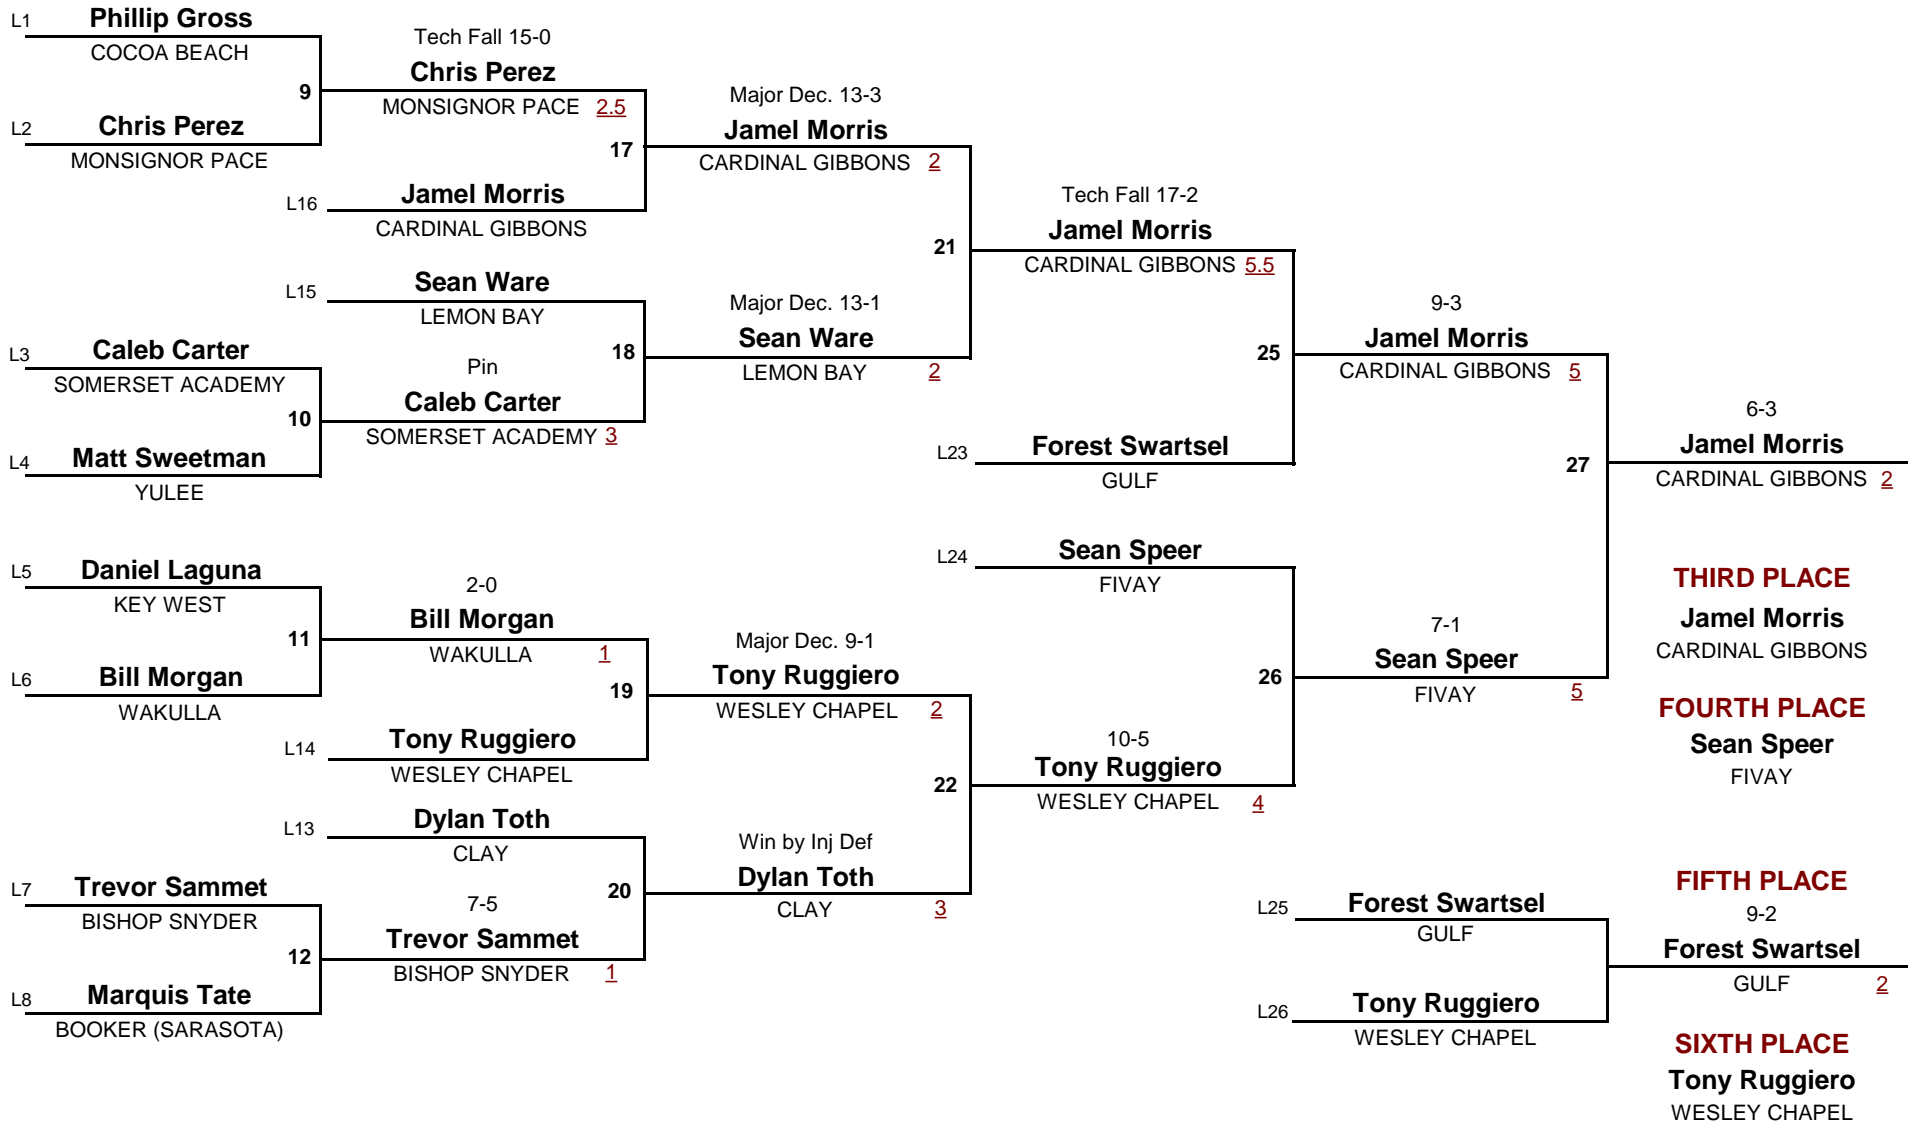 L1 Phillip Gross
COCOA BEACH
9
L2 Chris Perez
MONSIGNOR PACE
Tech Fall 15-0
Chris Perez
MONSIGNOR PACE 2.5
17
L16 Jamel Morris
CARDINAL GIBBONS
L15 Sean Ware
LEMON BAY
18
L3 Caleb Carter
SOMERSET ACADEMY
10
L4 Matt Sweetman
YULEE
Pin
Caleb Carter
SOMERSET ACADEMY 3
Major Dec. 13-3
Jamel Morris
CARDINAL GIBBONS 2
21
Major Dec. 13-1
Sean Ware
LEMON BAY 2
Tech Fall 17-2
Jamel Morris
CARDINAL GIBBONS 5.5
25
L23 Forest Swartsel
GULF
9-3
Jamel Morris
CARDINAL GIBBONS 5
27
6-3
Jamel Morris
CARDINAL GIBBONS 2
L5 Daniel Laguna
KEY WEST
11
L6 Bill Morgan
WAKULLA
2-0
Bill Morgan
WAKULLA 1
19
L14 Tony Ruggiero
WESLEY CHAPEL
Major Dec. 9-1
Tony Ruggiero
WESLEY CHAPEL 2
22
L13 Dylan Toth
CLAY
20
L7 Trevor Sammet
BISHOP SNYDER
12
L8 Marquis Tate
BOOKER (SARASOTA)
7-5
Trevor Sammet
BISHOP SNYDER 1
Win by Inj Def
Dylan Toth
CLAY 3
L24 Sean Speer
FIVAY
26
10-5
Tony Ruggiero
WESLEY CHAPEL 4
7-1
Sean Speer
FIVAY 5
THIRD PLACE
Jamel Morris
CARDINAL GIBBONS
FOURTH PLACE
Sean Speer
FIVAY
L25 Forest Swartsel
GULF
L26 Tony Ruggiero
WESLEY CHAPEL
FIFTH PLACE
9-2
Forest Swartsel
GULF 2
SIXTH PLACE
Tony Ruggiero
WESLEY CHAPEL